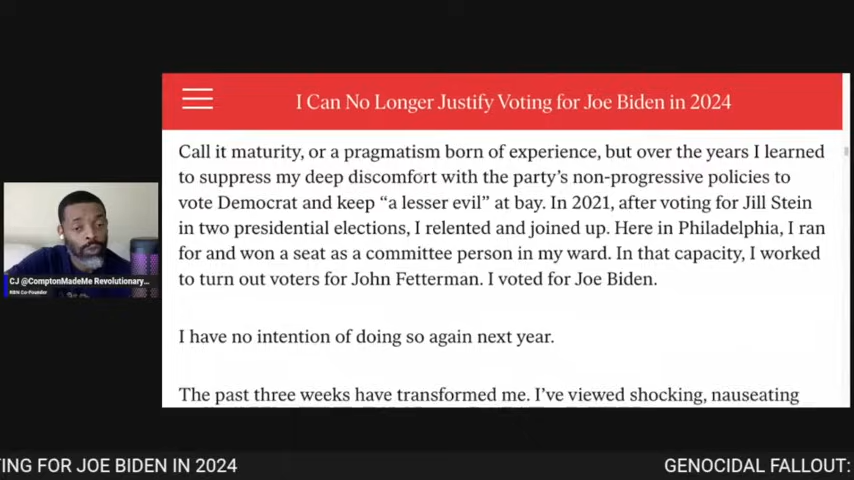 I Can No Longer Justify Voting for Joe Biden in 2024
Call it maturity, or a pragmatism born of experience, but over the years I learned
to suppress my deep discomfort with the party's non-progressive policies to
vote Democrat and keep “a lesser evil” at bay. In 2021, after voting for Jill Stein
in two presidential elections, I relented and joined up. Here in Philadelphia, I ran
for and won a seat as a committee person in my ward. In that capacity, I worked
to turn out voters for John Fetterman. I voted for Joe Biden.
I have no intention of doing so again next year.
The past three weeks have transformed me. I've viewed shocking, nauseating
CJ @ComptonMadeMe Revolutionary...
RBN Co-Founder
TING FOR JOE BIDEN IN 2024
GENOCIDAL FALLOUT: